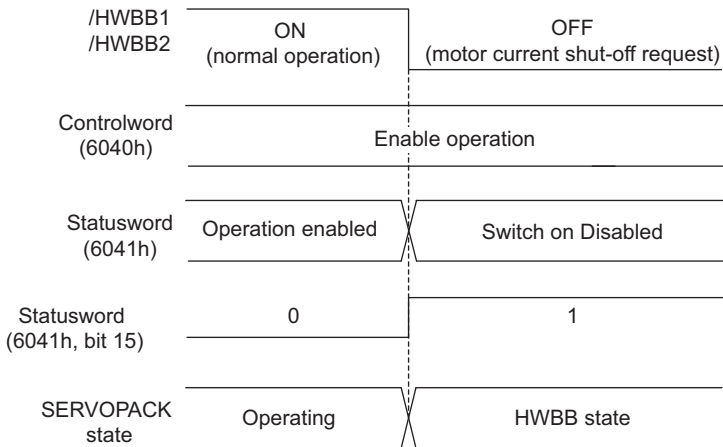 /HWBB1
/HWBB2
ON
(normal operation)
OFF
(motor current shut-off request)
Controlword
(6040h)
Enable operation
Statusword
(6041h)
Operation enabled
Switch on Disabled
Statusword
(6041h, bit 15)
0
1
SERVOPACK
state
Operating
HWBB state